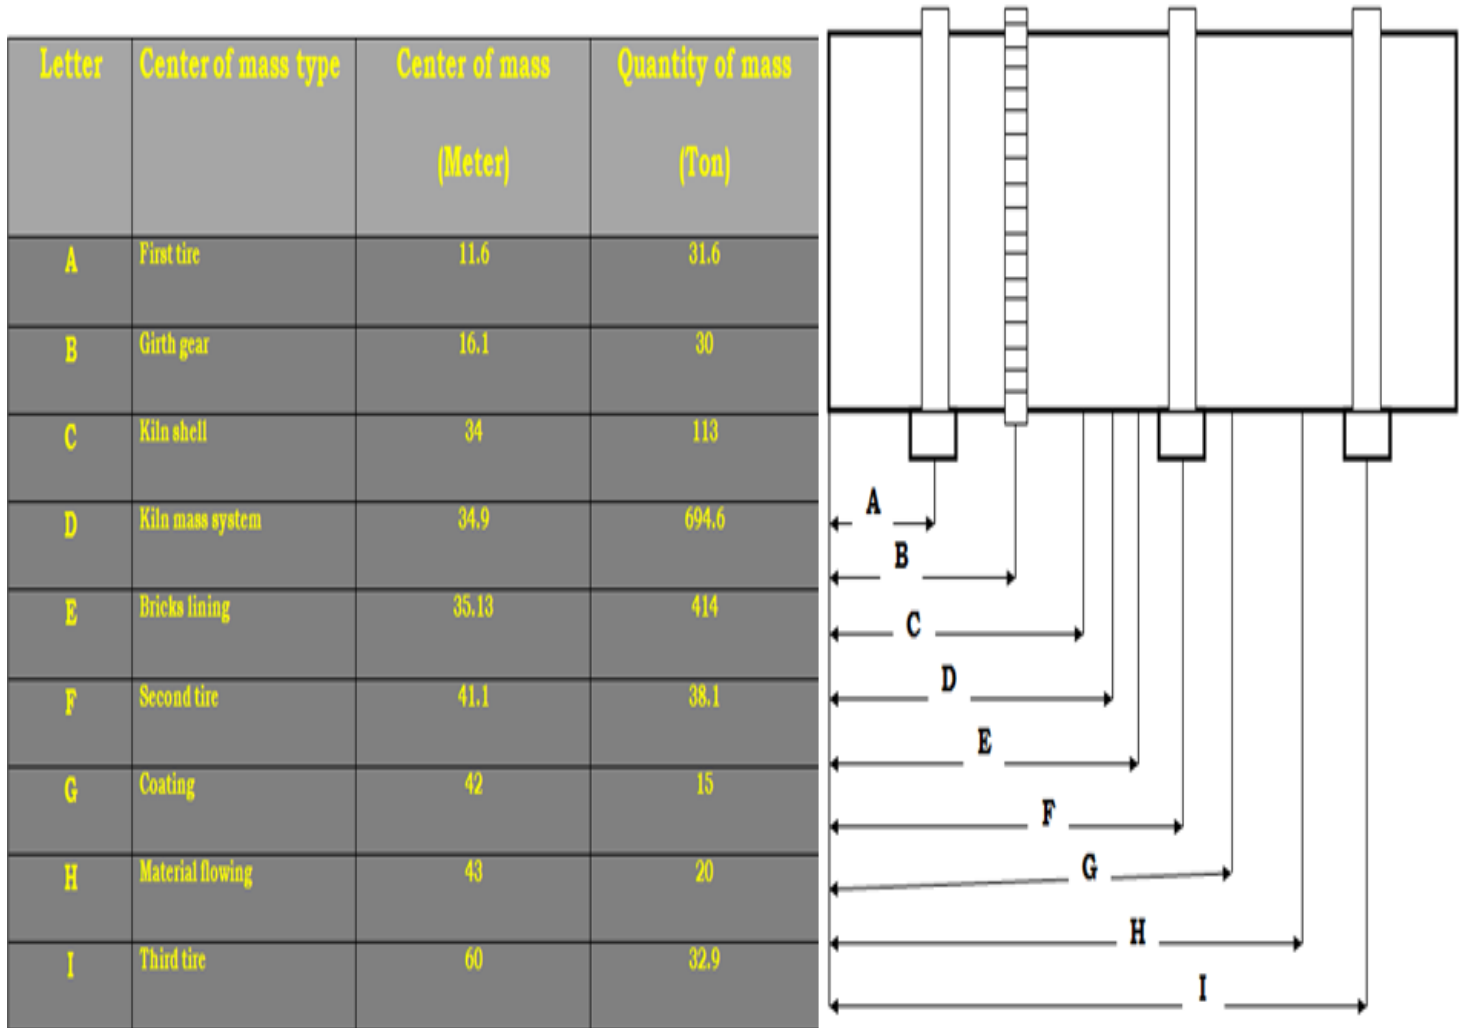 Letter Center of mass type Center of mass Quantity of mass
(Meter) (Ton)
A First tire 11.6 31.6
B Girth gear 16.1 30
C Kiln shell 34 113
D Kiln mass system 34.9 694.6
E Bricks lining 35.13 414
F Second tire 41.1 38.1
G Coating 42 15
H Material flowing 43 20
I Third tire 60 32.9
A
B
C
D
E
F
G
H
I